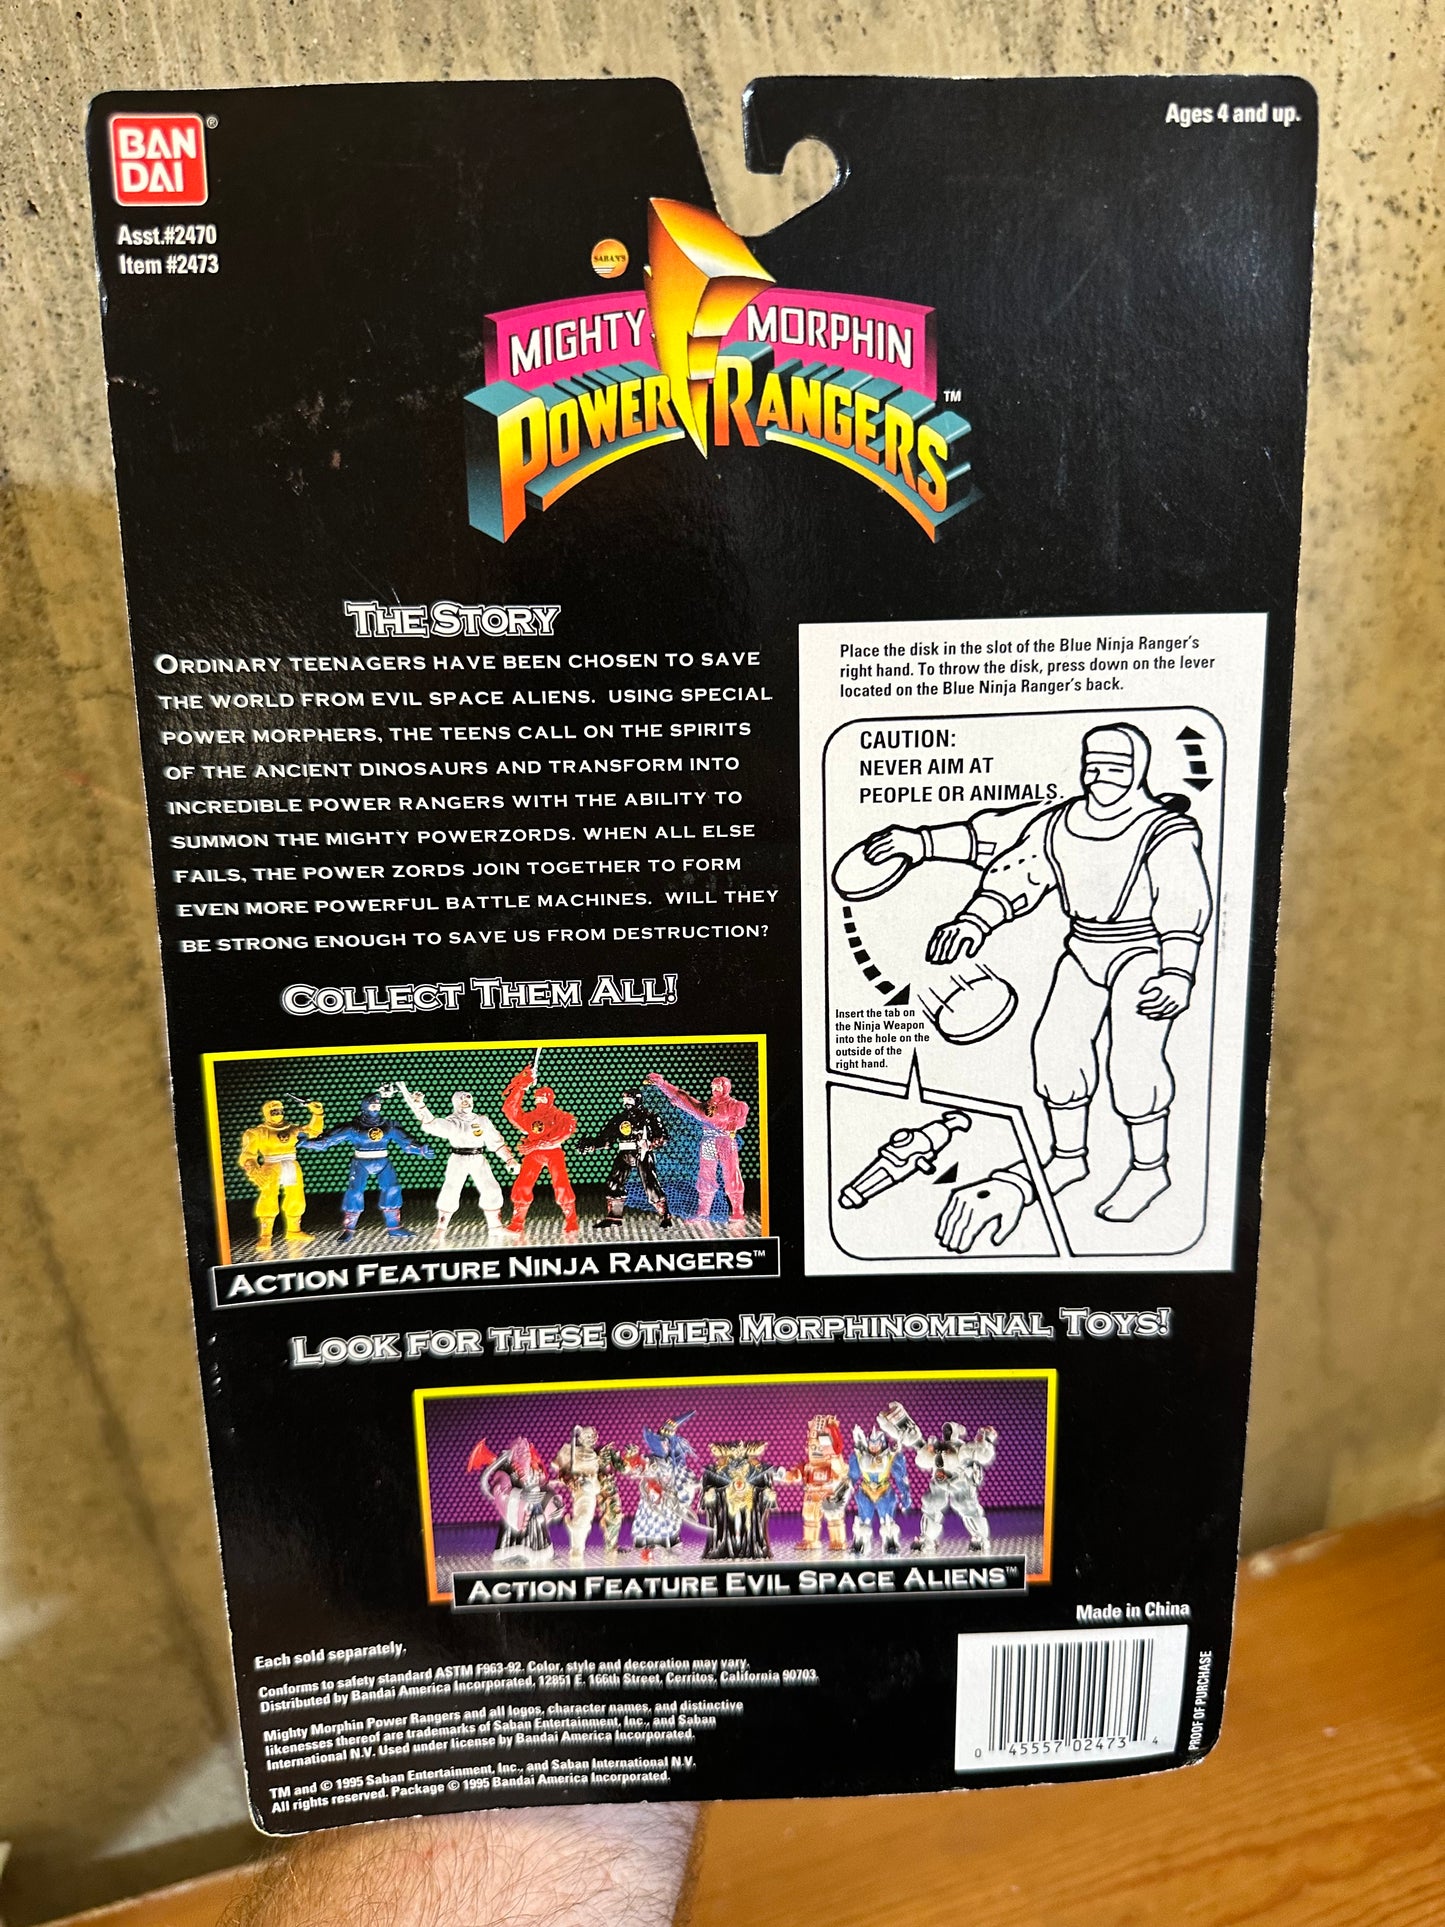 BAN
DAI
®
Asst.#2470
Item #2473
Ages 4 and up.
SABAN'S
MIGHTY MORPHIN
POWER RANGERS
™
THE STORY
ORDINARY TEENAGERS HAVE BEEN CHOSEN TO SAVE
THE WORLD FROM EVIL SPACE ALIENS. USING SPECIAL
POWER MORPHERS, THE TEENS CALL ON THE SPIRITS
OF THE ANCIENT DINOSAURS AND TRANSFORM INTO
INCREDIBLE POWER RANGERS WITH THE ABILITY TO
SUMMON THE MIGHTY POWERZORDS. WHEN ALL ELSE
FAILS, THE POWER ZORDS JOIN TOGETHER TO FORM
EVEN MORE POWERFUL BATTLE MACHINES. WILL THEY
BE STRONG ENOUGH TO SAVE US FROM DESTRUCTION?
COLLECT THEM ALL!
ACTION FEATURE NINJA RANGERS™
Place the disk in the slot of the Blue Ninja Ranger's
right hand. To throw the disk, press down on the lever
located on the Blue Ninja Ranger's back.
CAUTION:
NEVER AIM AT
PEOPLE OR ANIMALS.
Insert the tab on
the Ninja Weapon
into the hole on the
outside of the
right hand.
LOOK FOR THESE OTHER MORPHINOMENAL TOYS!
ACTION FEATURE EVIL SPACE ALIENS™
Made in China
Each sold separately.
Conforms to safety standard ASTM F963-92. Color, style and decoration may vary.
Distributed by Bandai America Incorporated, 12851 E. 166th Street, Cerritos, California 90703.
Mighty Morphin Power Rangers and all logos, character names, and distinctive
likenesses thereof are trademarks of Saban Entertainment, Inc., and Saban
International N.V. Used under license by Bandai America Incorporated.
TM and © 1995 Saban Entertainment, Inc., and Saban International N.V.
All rights reserved. Package © 1995 Bandai America Incorporated.
0 45557 02473 4
PROOF OF PURCHASE